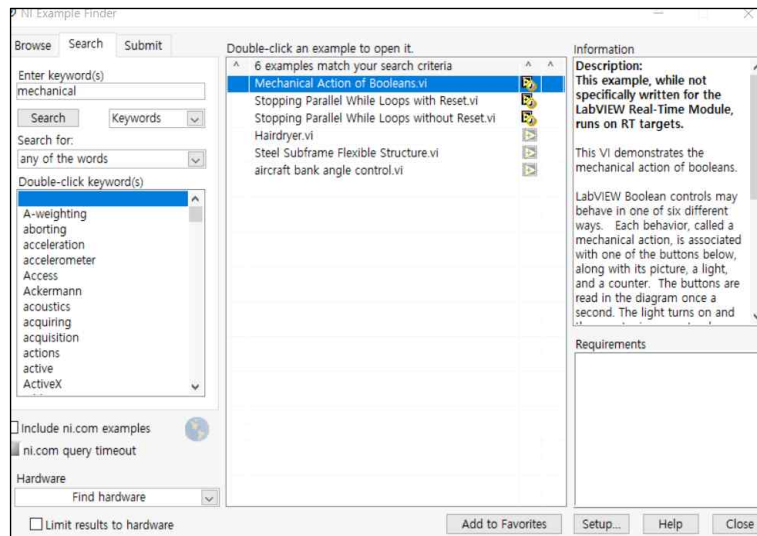 NI Example Finder
Browse
Search
Submit
Enter keyword(s)
mechanical
Search
Keywords
Search for:
any of the words
Double-click keyword(s)
A-weighting
aborting
acceleration
accelerometer
Access
Ackermann
acoustics
acquiring
acquisition
actions
active
ActiveX
Include ni.com examples
ni.com query timeout
Hardware
Find hardware
Limit results to hardware
Double-click an example to open it.
6 examples match your search criteria
Mechanical Action of Booleans.vi
Stopping Parallel While Loops with Reset.vi
Stopping Parallel While Loops without Reset.vi
Hairdryer.vi
Steel Subframe Flexible Structure.vi
aircraft bank angle control.vi
Add to Favorites
Information
Description:
This example, while not
specifically written for the
LabVIEW Real-Time Module,
runs on RT targets.
This VI demonstrates the
mechanical action of booleans.
LabVIEW Boolean controls may
behave in one of six different
ways. Each behavior, called a
mechanical action, is associated
with one of the buttons below,
along with its picture, a light,
and a counter. The buttons are
read in the diagram once a
second. The light turns on and
Requirements
Setup...
Help
Close